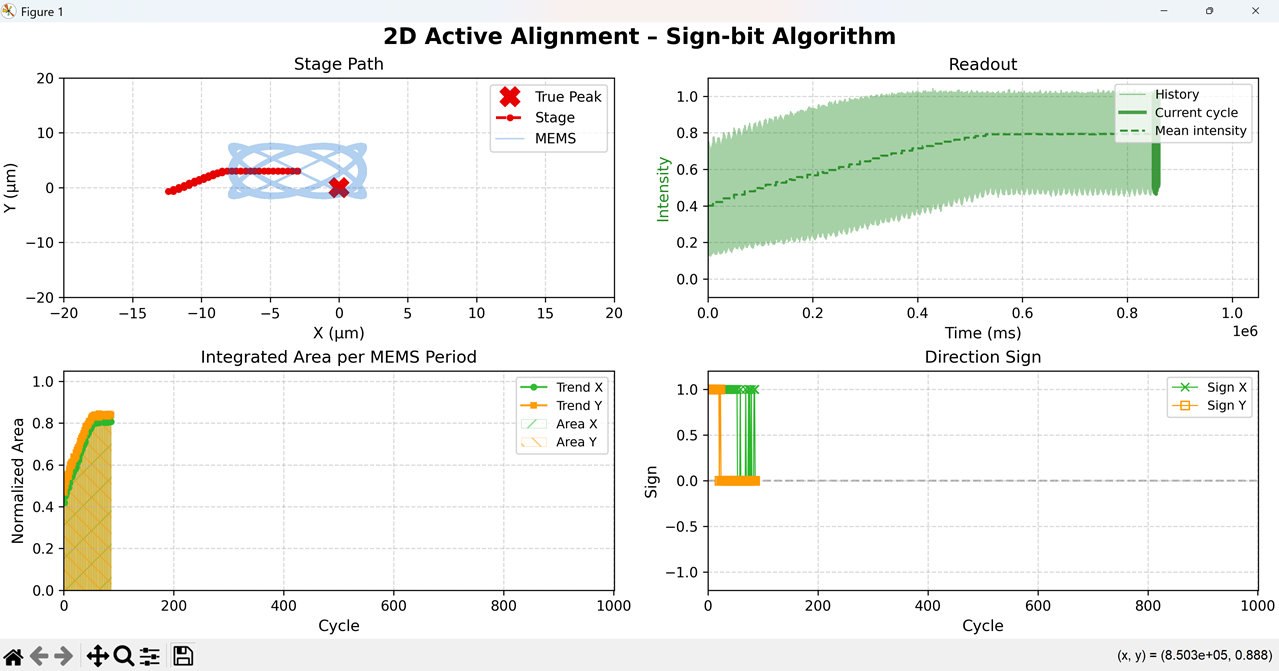 Figure 1
2D Active Alignment – Sign-bit Algorithm
Stage Path
20
10
0
−10
−20
Y (μm)
−20 −15 −10 −5 0 5 10 15 20
X (μm)
True Peak
Stage
MEMS
Readout
1.0
0.8
0.6
0.4
0.2
0.0
Intensity
0.0 0.2 0.4 0.6 0.8 1.0
1e6
Time (ms)
History
Current cycle
Mean intensity
Integrated Area per MEMS Period
1.0
0.8
0.6
0.4
0.2
0.0
Normalized Area
0 200 400 600 800 1000
Cycle
Trend X
Trend Y
Area X
Area Y
Direction Sign
1.0
0.5
0.0
−0.5
−1.0
Sign
0 200 400 600 800 1000
Cycle
Sign X
Sign Y
(x, y) = (8.503e+05, 0.888)